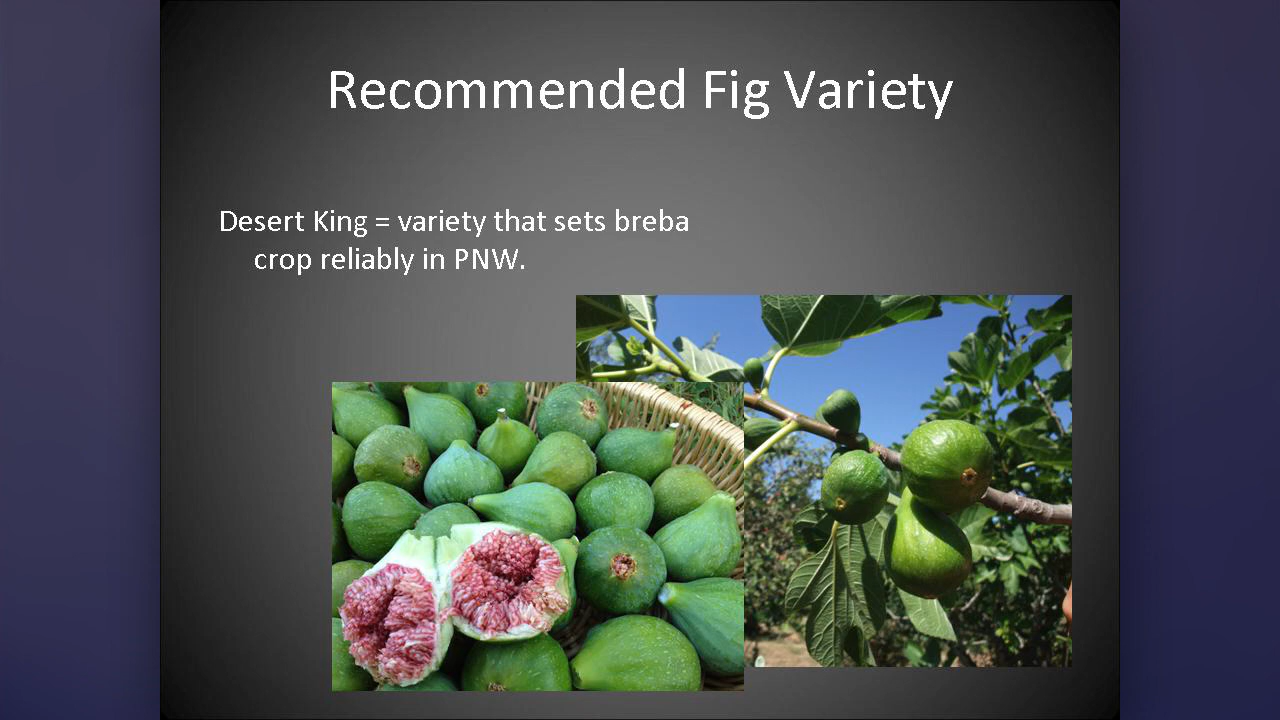 Recommended Fig Variety
Desert King = variety that sets breba
crop reliably in PNW.